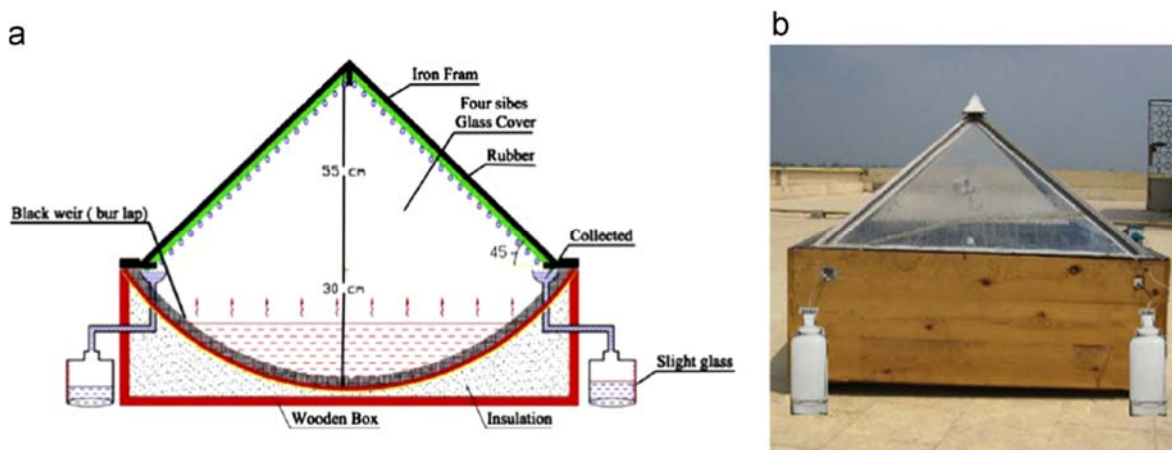 a
b
Iron Fram
Four sibes
Glass Cover
Rubber
55 cm
Black weir ( bur lap)
45
Collected
30 cm
Slight glass
Wooden Box
Insulation